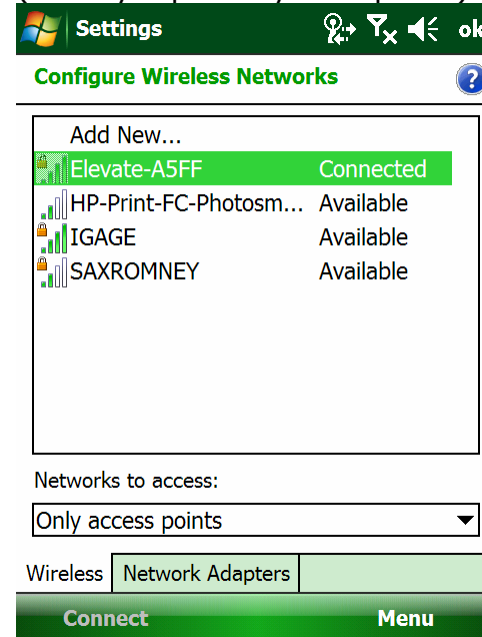 Settings
ok
Configure Wireless Networks
?
Add New...
Elevate-A5FF Connected
HP-Print-FC-Photosm... Available
IGAGE Available
SAXROMNEY Available
Networks to access:
Only access points
Wireless Network Adapters
Connect Menu